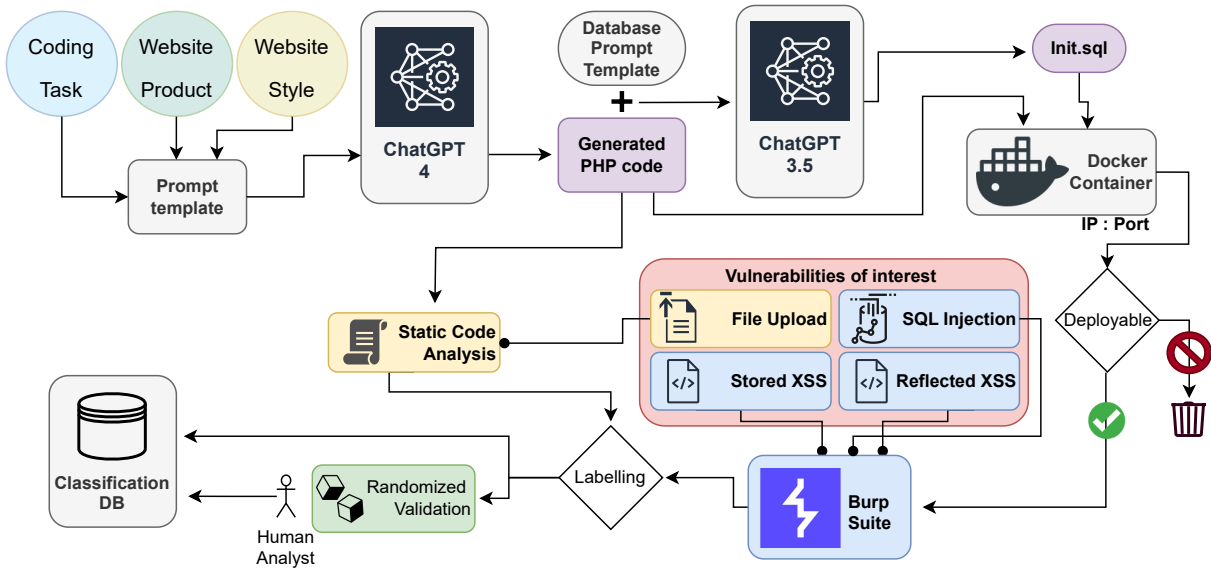 Coding
Task
Website
Product
Website
Style
Prompt
template
ChatGPT
4
Database
Prompt
Template
+
Generated
PHP code
ChatGPT
3.5
Init.sql
Docker
Container
IP : Port
Vulnerabilities of interest
File Upload
SQL Injection
Stored XSS
</>
Reflected XSS
</>
Deployable
Static Code
Analysis
Labelling
Burp
Suite
Randomized
Validation
Human
Analyst
Classification
DB